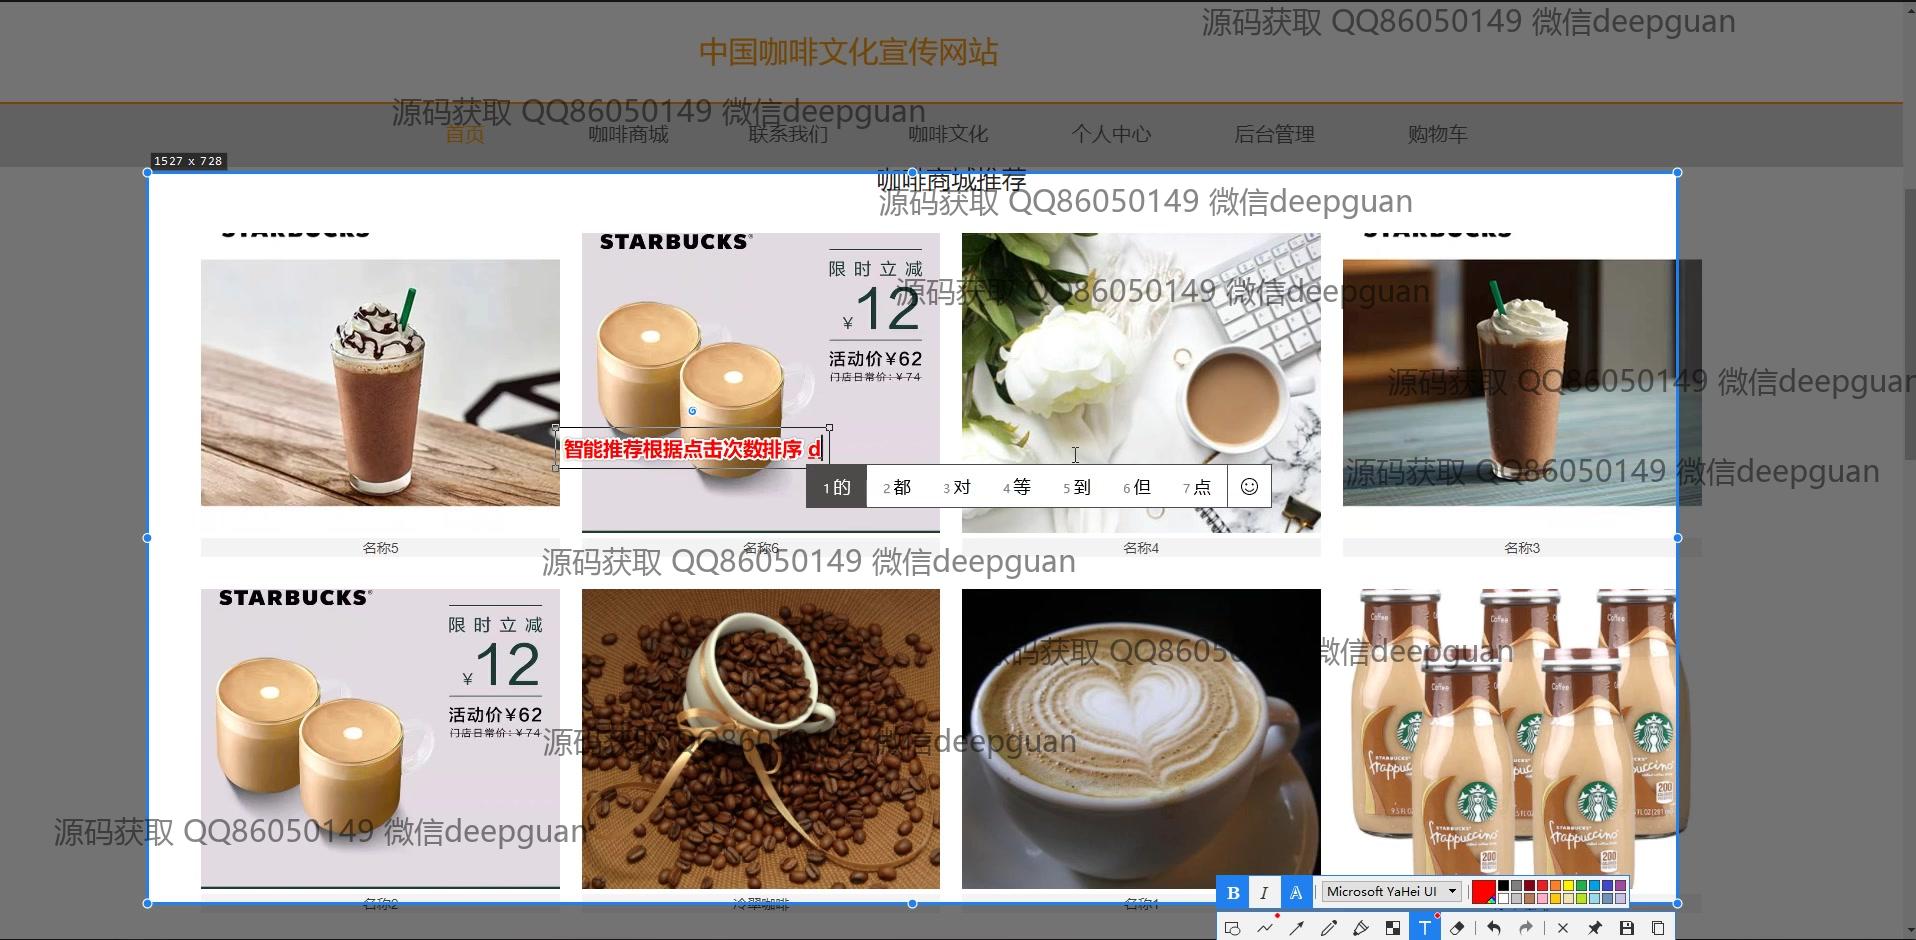 源码获取 QQ86050149 微信deepguan
中国咖啡文化宣传网站
源码获取 QQ86050149 微信deepguan
首页 咖啡商城 联系我们 咖啡文化 个人中心 后台管理 购物车
1527 x 728
咖啡商城推荐
源码获取 QQ86050149 微信deepguan
STARBUCKS
STARBUCKS
STARBUCKS
限时立减
¥12
活动价¥62
门店日常价:¥74
源码获取 QQ86050149 微信deepguan
源码获取 QQ86050149 微信deepguan
智能推荐根据点击次数排序 d
1的 2都 3对 4等 5到 6但 7点
源码获取 QQ86050149 微信deepguan
名称5 名称6 名称4 名称3
源码获取 QQ86050149 微信deepguan
STARBUCKS
限时立减
¥12
活动价¥62
门店日常价:¥74
源码获取 QQ86050149 微信deepguan
Coffee Coffee Coffee
Coffee Coffee
源码获取 QQ86050149 微信deepguan
源码获取 QQ86050149 微信deepguan
STARBUCKS STARBUCKS
frappuccino frappuccino
200 200 200
名称2 冷翠咖啡 名称1
B I A Microsoft YaHei UI
T